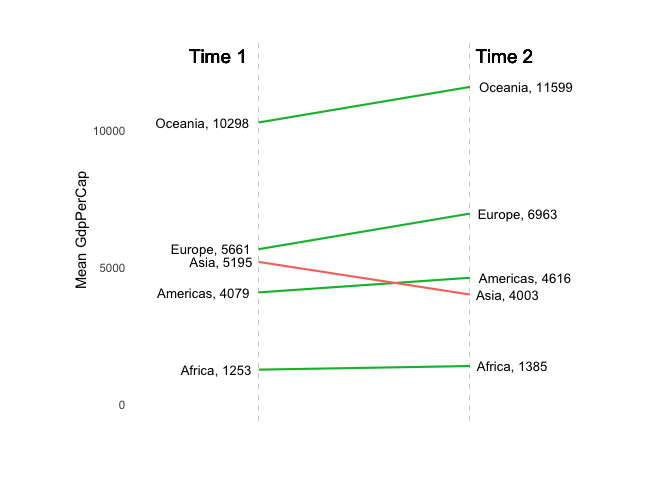 Time 1
Time 2
Oceania, 11599
Oceania, 10298
10000
Mean GdpPerCap
Europe, 6963
Europe, 5661
Asia, 5195
5000
Americas, 4616
Americas, 4079
Asia, 4003
Africa, 1253
Africa, 1385
0